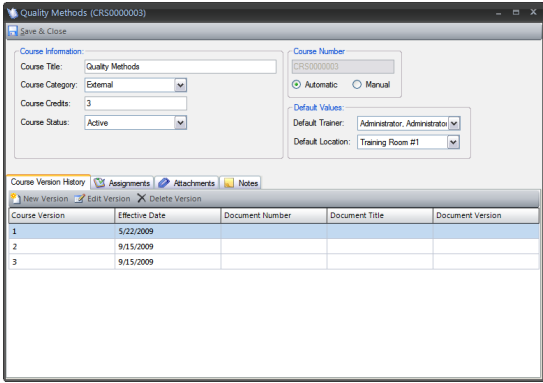 Quality Methods (CRS0000003)
Save & Close
Course Information:
Course Title: Quality Methods
Course Category: External
Course Credits: 3
Course Status: Active
Course Number
CRS0000003
Automatic Manual
Default Values:
Default Trainer: Administrator, Administrator
Default Location: Training Room #1
Course Version History Assignments Attachments Notes
New Version Edit Version Delete Version
Course Version Effective Date Document Number Document Title Document Version
1 5/22/2009
2 9/15/2009
3 9/15/2009